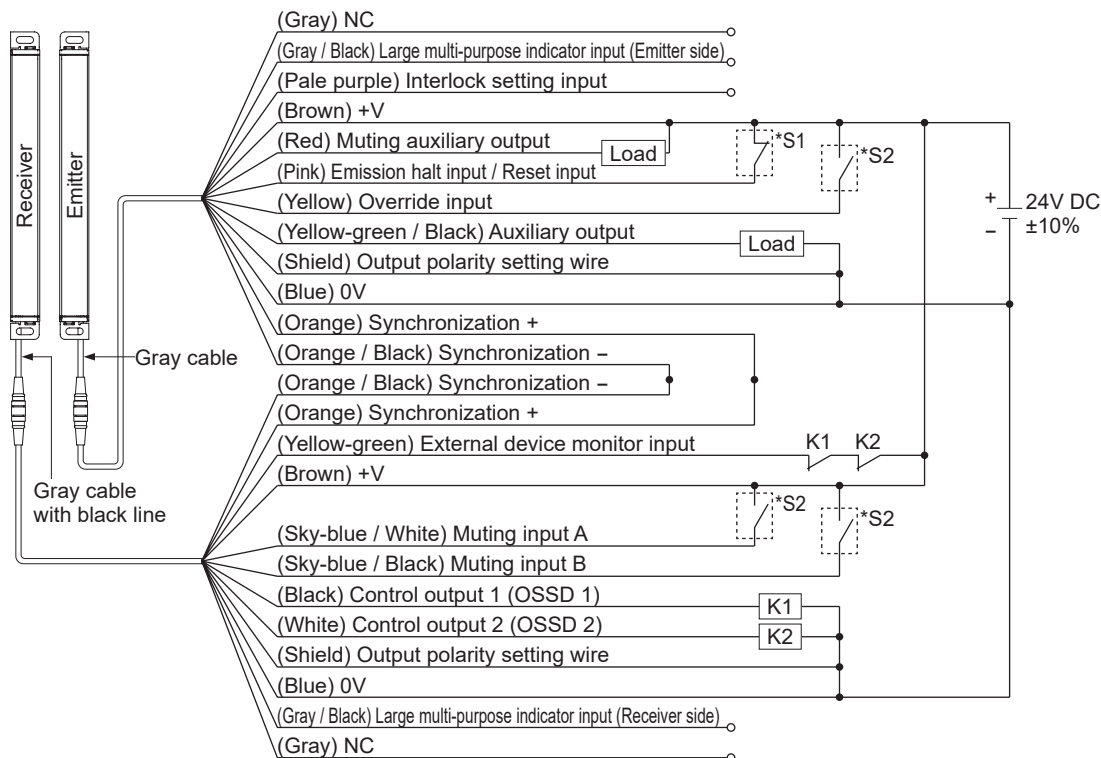 (Gray) NC
(Gray / Black) Large multi-purpose indicator input (Emitter side)
(Pale purple) Interlock setting input
(Brown) +V
(Red) Muting auxiliary output
Load
*S1
*S2
(Pink) Emission halt input / Reset input
(Yellow) Override input
+
−
24V DC
±10%
(Yellow-green / Black) Auxiliary output
Load
(Shield) Output polarity setting wire
(Blue) 0V
(Orange) Synchronization +
(Orange / Black) Synchronization −
(Orange / Black) Synchronization −
(Orange) Synchronization +
(Yellow-green) External device monitor input
K1
K2
(Brown) +V
*S2
*S2
(Sky-blue / White) Muting input A
(Sky-blue / Black) Muting input B
(Black) Control output 1 (OSSD 1)
K1
(White) Control output 2 (OSSD 2)
K2
(Shield) Output polarity setting wire
(Blue) 0V
(Gray / Black) Large multi-purpose indicator input (Receiver side)
(Gray) NC
Receiver
Emitter
Gray cable
Gray cable
with black line